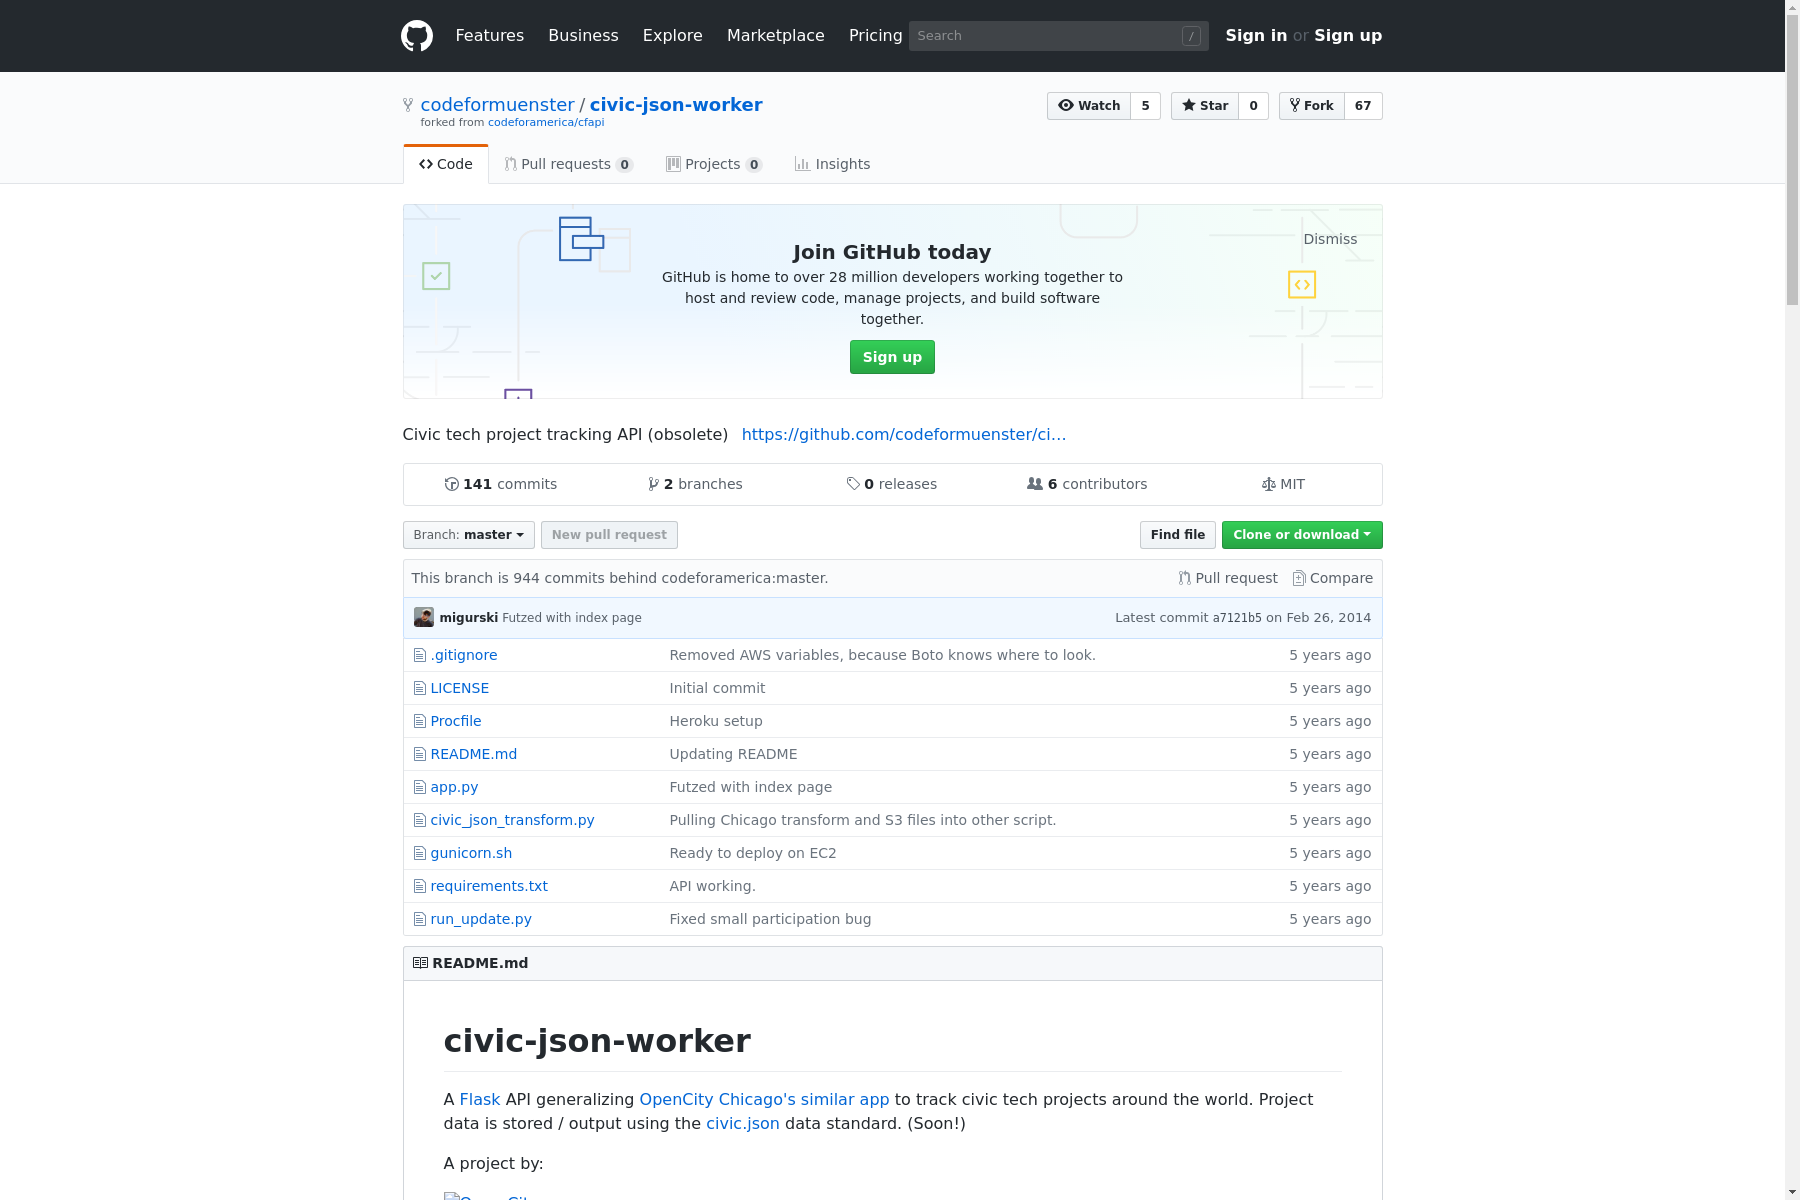 Features Business Explore Marketplace Pricing Search / Sign in or Sign up
codeformuenster / civic-json-worker Watch 5 Star 0 Fork 67
forked from codeforamerica/cfapi
Code Pull requests 0 Projects 0 Insights
Dismiss
Join GitHub today
GitHub is home to over 28 million developers working together to
host and review code, manage projects, and build software
together.
Sign up
Civic tech project tracking API (obsolete) https://github.com/codeformuenster/ci…
141 commits 2 branches 0 releases 6 contributors MIT
Branch: master New pull request Find file Clone or download
This branch is 944 commits behind codeforamerica:master. Pull request Compare
migurski Futzed with index page Latest commit a7121b5 on Feb 26, 2014
.gitignore Removed AWS variables, because Boto knows where to look. 5 years ago
LICENSE Initial commit 5 years ago
Procfile Heroku setup 5 years ago
README.md Updating README 5 years ago
app.py Futzed with index page 5 years ago
civic_json_transform.py Pulling Chicago transform and S3 files into other script. 5 years ago
gunicorn.sh Ready to deploy on EC2 5 years ago
requirements.txt API working. 5 years ago
run_update.py Fixed small participation bug 5 years ago
README.md
civic-json-worker
A Flask API generalizing OpenCity Chicago's similar app to track civic tech projects around the world. Project
data is stored / output using the civic.json data standard. (Soon!)
A project by: